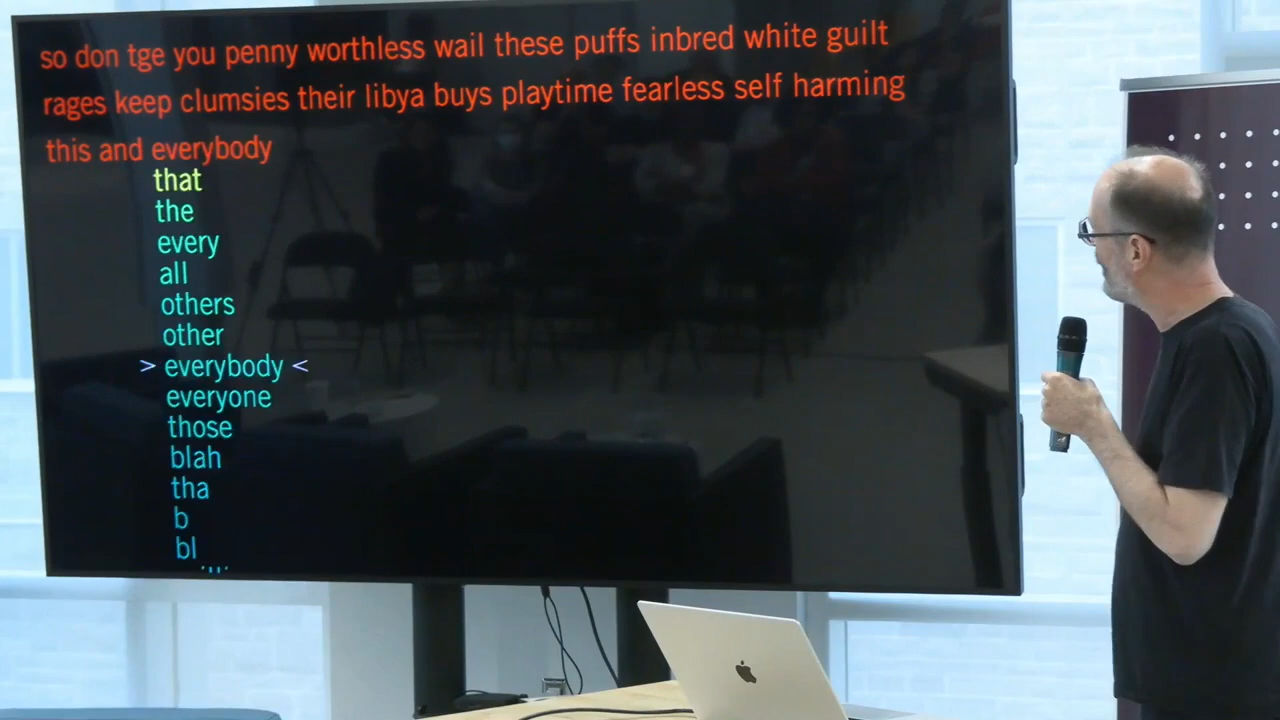 so don tge you penny worthless wail these puffs inbred white guilt
rages keep clumsies their libya buys playtime fearless self harming
this and everybody
that
the
every
all
others
other
> everybody <
everyone
those
blah
tha
b
bl